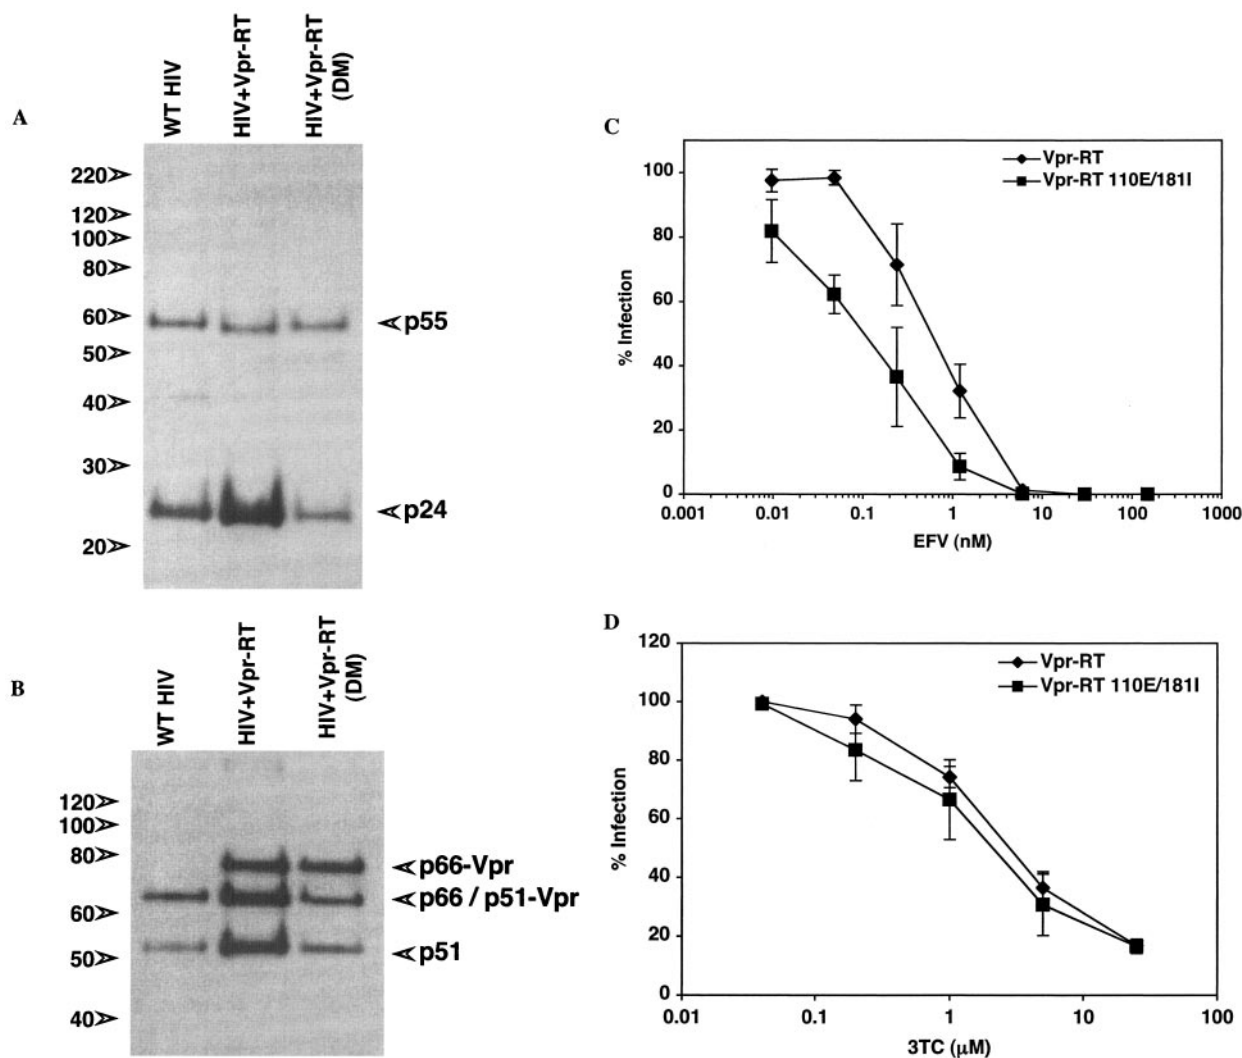 A
WT HIV
HIV+Vpr-RT
HIV+Vpr-RT
(DM)
220
120
100
80
60
50
40
30
20
p55
p24
B
WT HIV
HIV+Vpr-RT
HIV+Vpr-RT
(DM)
120
100
80
60
50
40
p66-Vpr
p66 / p51-Vpr
p51
C
Vpr-RT
Vpr-RT 110E/181I
% Infection
100
80
60
40
20
0
0.001
0.01
0.1
1
10
100
1000
EFV (nM)
D
Vpr-RT
Vpr-RT 110E/181I
% Infection
120
100
80
60
40
20
0
0.01
0.1
1
10
100
3TC (µM)